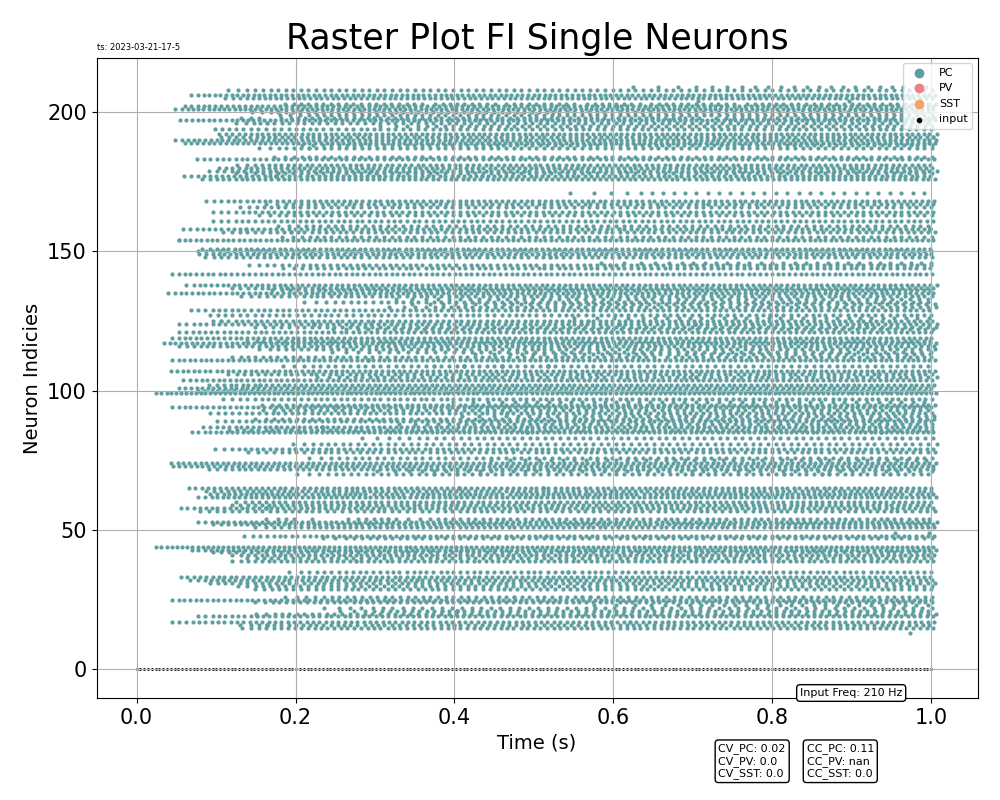 Raster Plot FI Single Neurons
ts: 2023-03-21-17-5
PC
PV
SST
input
200
150
100
50
0
Neuron Indicies
0.0 0.2 0.4 0.6 0.8 1.0
Time (s)
Input Freq: 210 Hz
CV_PC: 0.02
CV_PV: 0.0
CV_SST: 0.0
CC_PC: 0.11
CC_PV: nan
CC_SST: 0.0